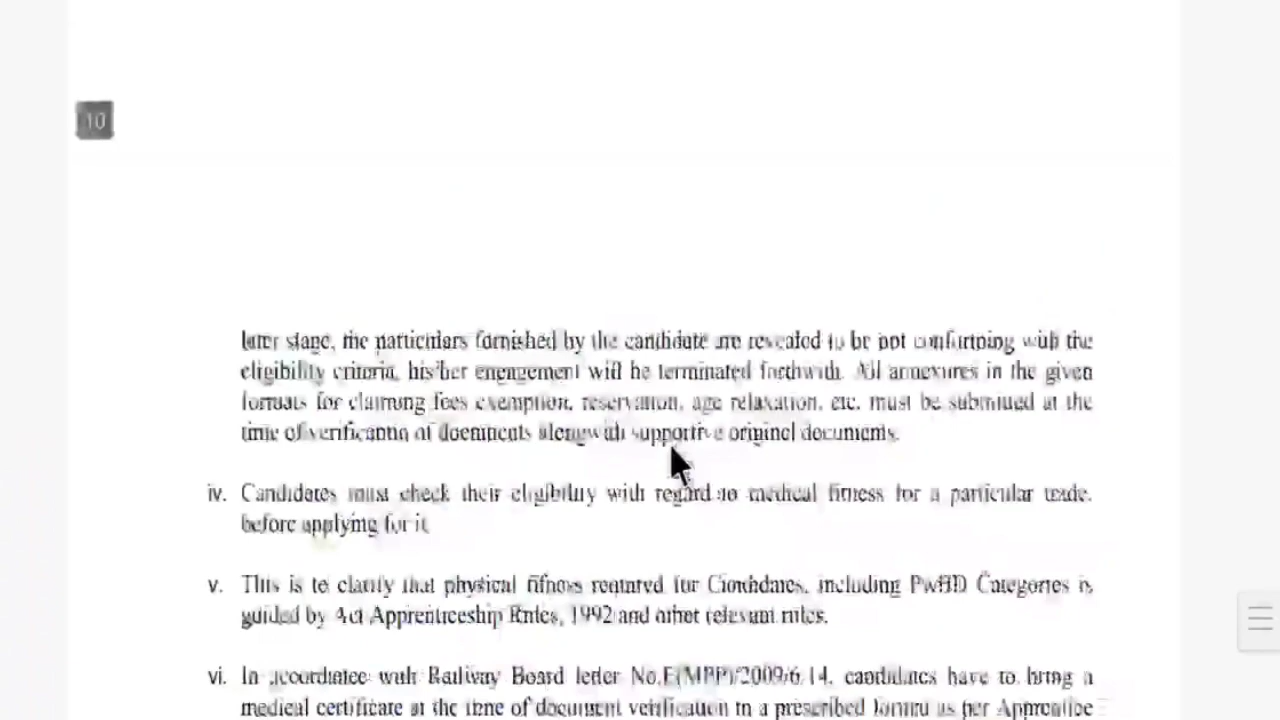 10
later stage, the particulars furnished by the candidate are revealed to be not conforming with the
eligibility criteria, his/her engagement will be terminated forthwith. All annexures in the given
formats for claiming fees exemption, reservation, age relaxation, etc. must be submitted at the
time of verification of documents alongwith supportive original documents.
iv. Candidates must check their eligibility with regard to medical fitness for a particular trade,
before applying for it.
v. This is to clarify that physical fitness required for Candidates, including PwBD Categories is
guided by Act Apprenticeship Rules, 1992 and other relevant rules.
vi. In accordance with Railway Board letter No.E(MPP)/2009/6/14, candidates have to bring a
medical certificate at the time of document verification in a prescribed format as per Apprentice